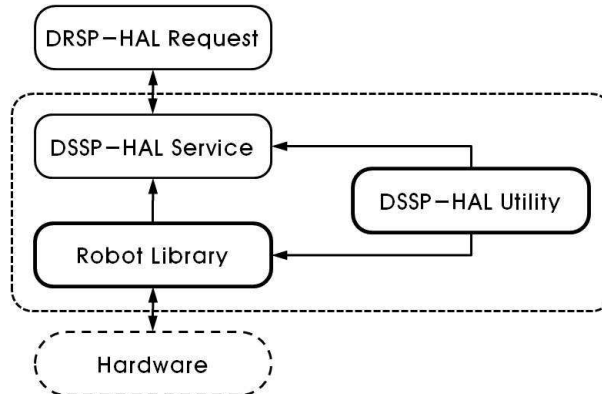 DRSP-HAL Request
DSSP-HAL Service
DSSP-HAL Utility
Robot Library
Hardware